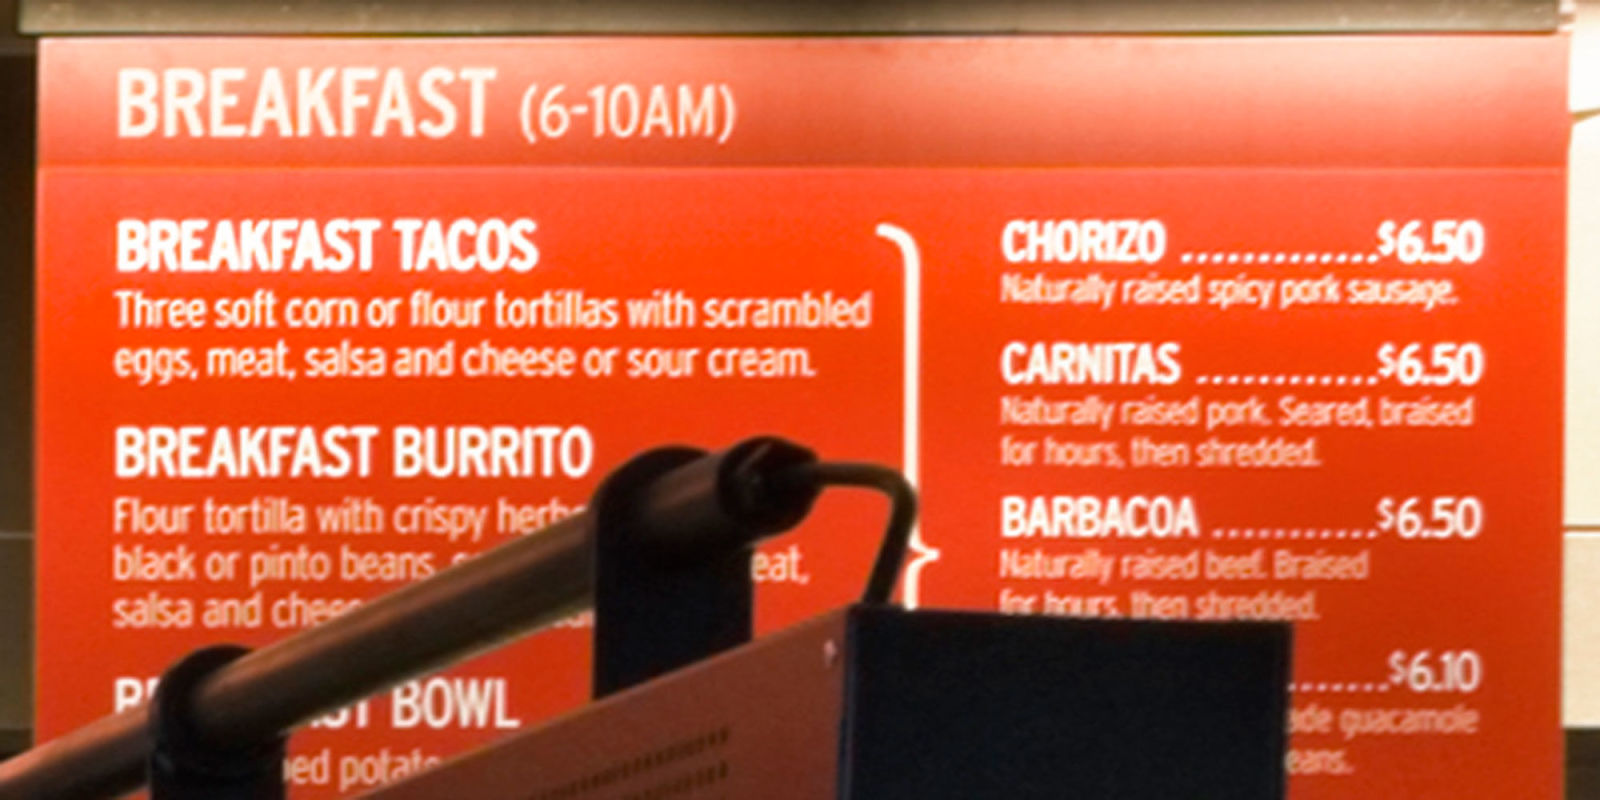 BREAKFAST (6-10AM)
BREAKFAST TACOS
Three soft corn or flour tortillas with scrambled
eggs, meat, salsa and cheese or sour cream.
BREAKFAST BURRITO
Flour tortilla with crispy
black or pinto beans,
salsa and
BOWL
CHORIZO .............$6.50
Naturally raised spicy pork sausage.
CARNITAS ............$6.50
Naturally raised pork. Seared, braised
for hours, then shredded.
BARBACOA ...........$6.50
Naturally raised beef. Braised
for hours, then shredded.
.......$6.10
guacamole